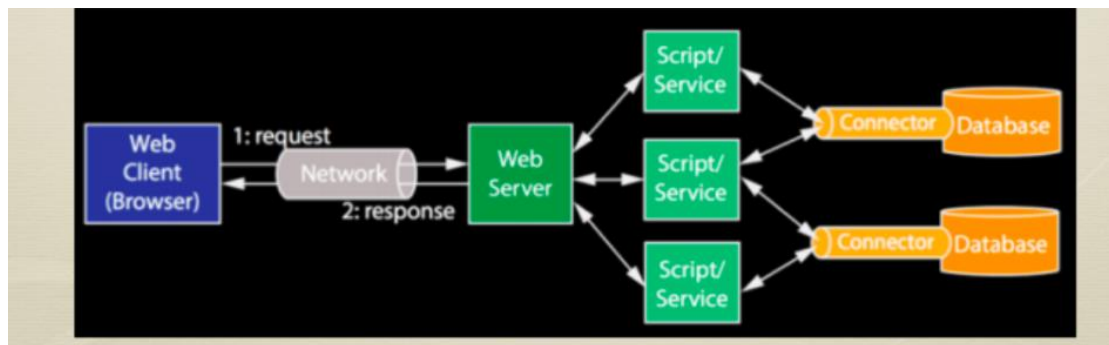 Script/
Service
Web
Client
(Browser)
1: request
Network
2: response
Web
Server
Connector
Database
Script/
Service
Connector
Database
Script/
Service